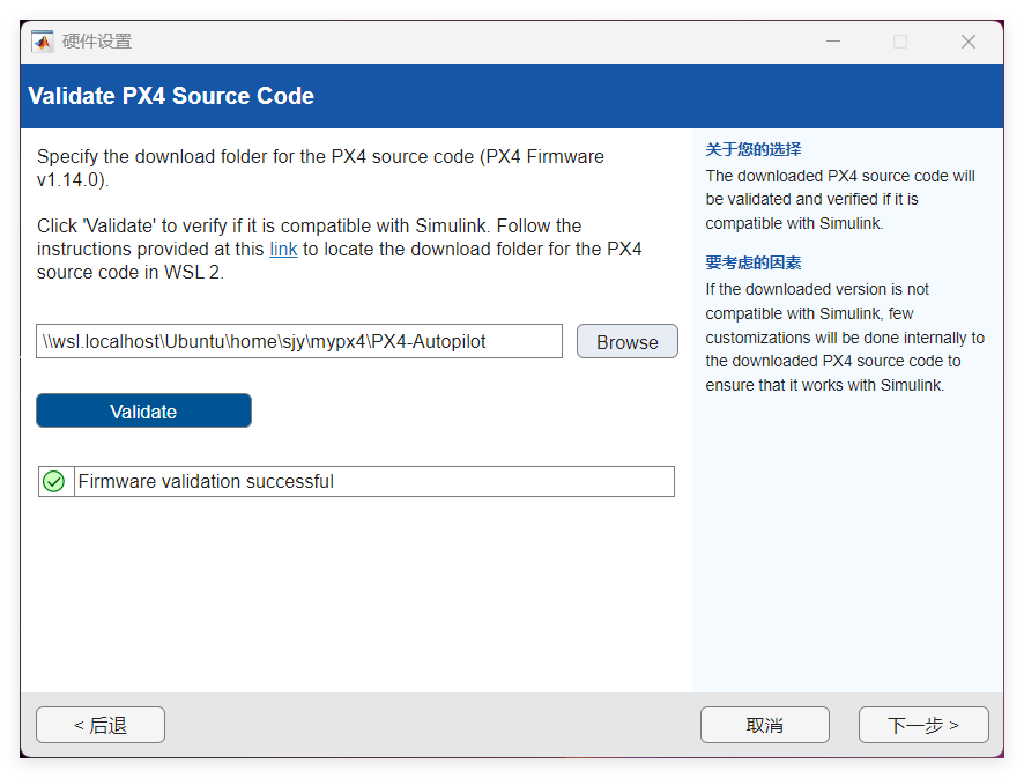 硬件设置
Validate PX4 Source Code
Specify the download folder for the PX4 source code (PX4 Firmware
v1.14.0).
Click 'Validate' to verify if it is compatible with Simulink. Follow the
instructions provided at this link to locate the download folder for the PX4
source code in WSL 2.
\\wsl.localhost\Ubuntu\home\sjy\mypx4\PX4-Autopilot
Browse
Validate
Firmware validation successful
关于您的选择
The downloaded PX4 source code will
be validated and verified if it is
compatible with Simulink.
要考虑的因素
If the downloaded version is not
compatible with Simulink, few
customizations will be done internally to
the downloaded PX4 source code to
ensure that it works with Simulink.
< 后退
取消
下一步 >